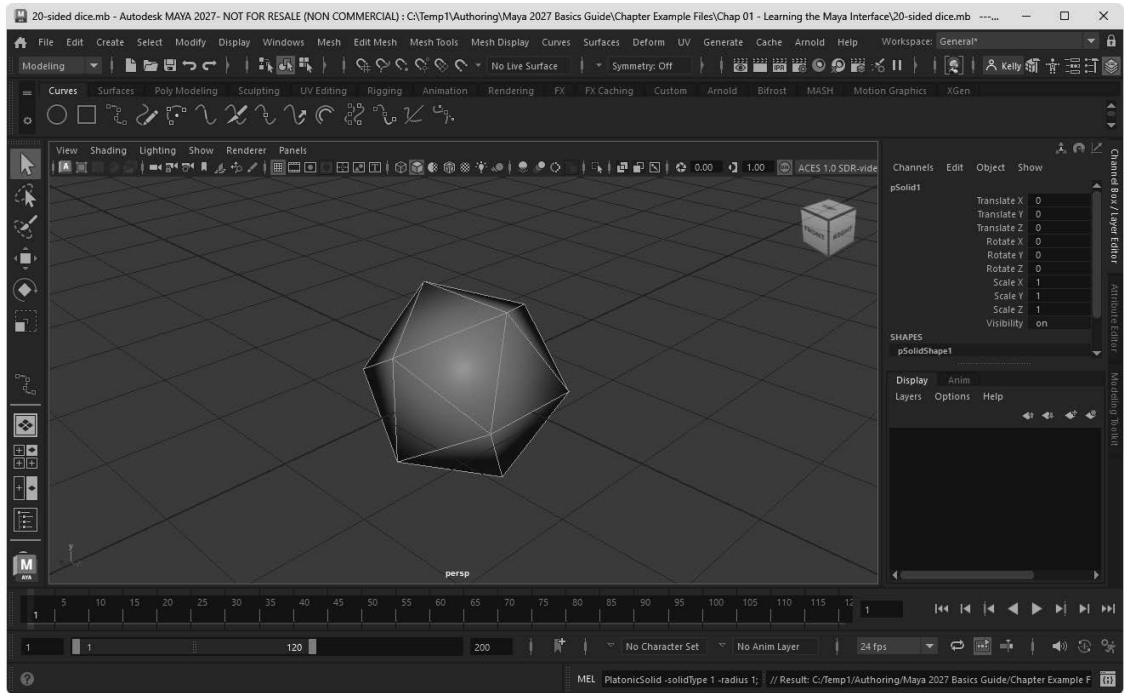 20-sided dice.mb - Autodesk MAYA 2027- NOT FOR RESALE (NON COMMERCIAL) : C:\Temp1\Authoring\Maya 2027 Basics Guide\Chapter Example Files\Chap 01 - Learning the Maya Interface\20-sided dice.mb ---...
File Edit Create Select Modify Display Windows Mesh Edit Mesh Mesh Tools Mesh Display Curves Surfaces Deform UV Generate Cache Arnold Help Workspace: General*
Modeling No Live Surface Symmetry: Off Kelly
Curves Surfaces Poly Modeling Sculpting UV Editing Rigging Animation Rendering FX FX Caching Custom Arnold Bifrost MASH Motion Graphics XGen
View Shading Lighting Show Renderer Panels
0.00 1.00 ACES 1.0 SDR-vide
Channels Edit Object Show
pSolid1
Translate X 0
Translate Y 0
Translate Z 0
Rotate X 0
Rotate Y 0
Rotate Z 0
Scale X 1
Scale Y 1
Scale Z 1
Visibility on
SHAPES
pSolidShape1
Display Anim
Layers Options Help
Channel Box / Layer Editor
Attribute Editor
Modeling Toolkit
FRONT RIGHT
y
persp
M
AYA
5 10 15 20 25 30 35 40 45 50 55 60 65 70 75 80 85 90 95 100 105 110 115 12
1 1
1 1 120 200 No Character Set No Anim Layer 24 fps
MEL PlatonicSolid -solidType 1 -radius 1; // Result: C:/Temp1/Authoring/Maya 2027 Basics Guide/Chapter Example F